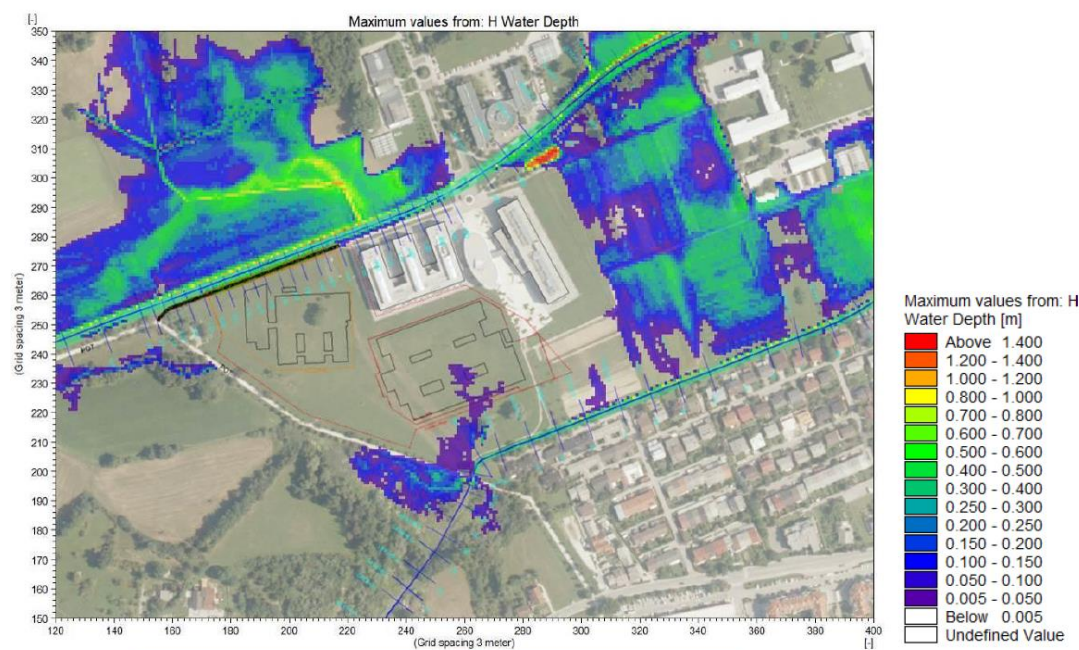 [-]
Maximum values from: H Water Depth
350
340
330
320
310
300
290
280
270
260
250
240
230
220
210
200
190
180
170
160
150
(Grid spacing 3 meter)
120 140 160 180 200 220 240 260 280 300 320 340 360 380 400
(Grid spacing 3 meter)
[-]
Maximum values from: H
Water Depth [m]
Above 1.400
1.200 - 1.400
1.000 - 1.200
0.800 - 1.000
0.700 - 0.800
0.600 - 0.700
0.500 - 0.600
0.400 - 0.500
0.300 - 0.400
0.250 - 0.300
0.200 - 0.250
0.150 - 0.200
0.100 - 0.150
0.050 - 0.100
0.005 - 0.050
Below 0.005
Undefined Value